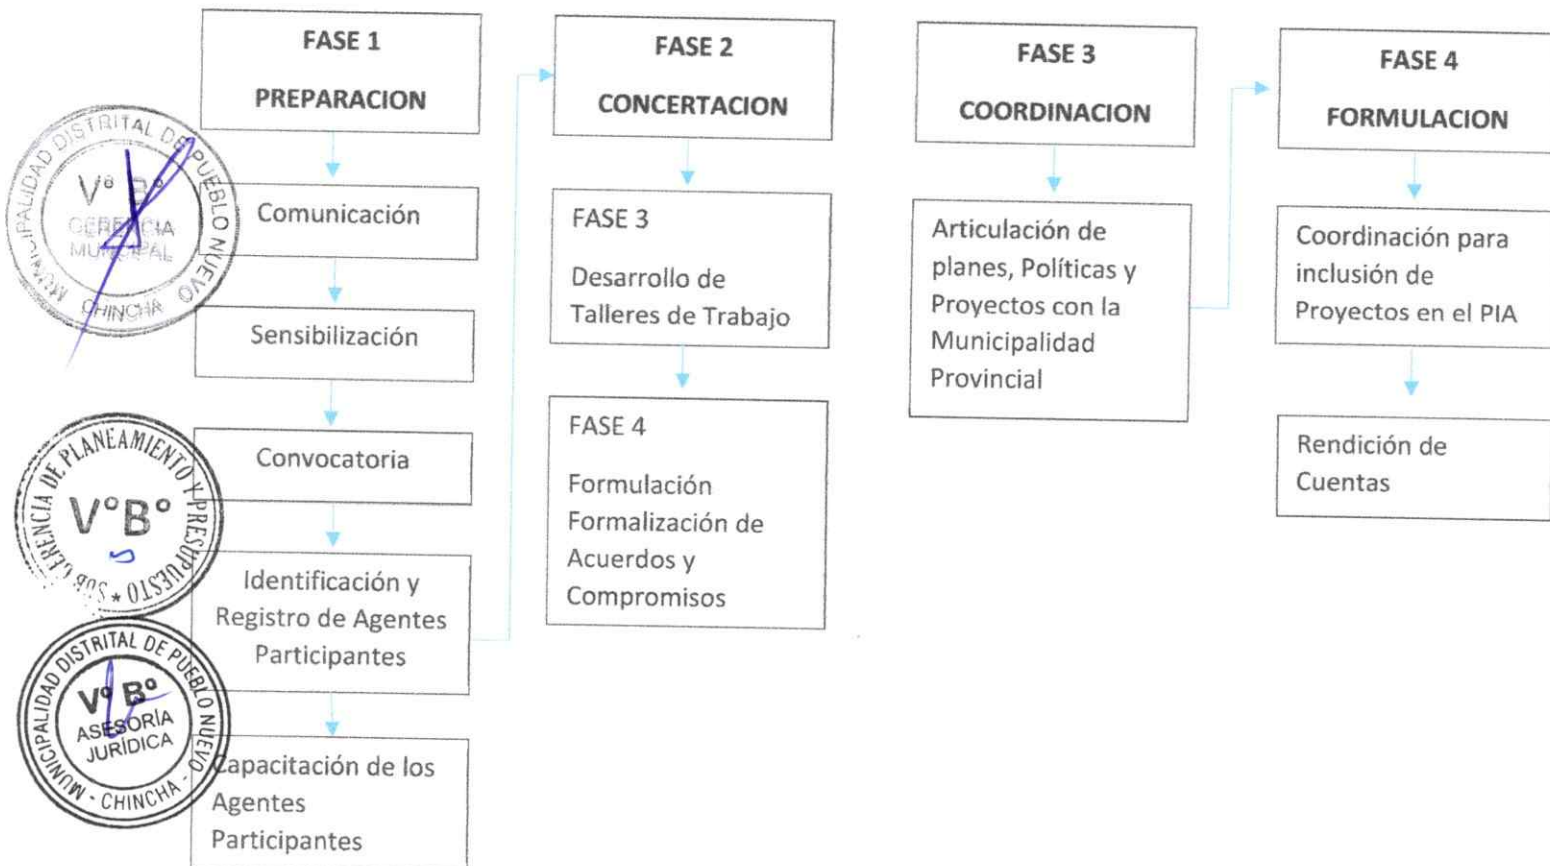 FASE 1
PREPARACION
Comunicación
Sensibilización
Convocatoria
Identificación y
Registro de Agentes
Participantes
Capacitación de los
Agentes
Participantes
FASE 2
CONCERTACION
FASE 3
Desarrollo de
Talleres de Trabajo
FASE 4
Formulación
Formalización de
Acuerdos y
Compromisos
FASE 3
COORDINACION
Articulación de
planes, Políticas y
Proyectos con la
Municipalidad
Provincial
FASE 4
FORMULACION
Coordinación para
inclusión de
Proyectos en el PIA
Rendición de
Cuentas
MUNICIPALIDAD DISTRITAL DE PUEBLO NUEVO
Vº Bº
GERENCIA
MUNICIPAL
CHINCHA
SUB GERENCIA DE PLANEAMIENTO Y PRESUPUESTO *
V°B°
MUNICIPALIDAD DISTRITAL DE PUEBLO NUEVO
Vº Bº
ASESORÍA
JURÍDICA
- CHINCHA -